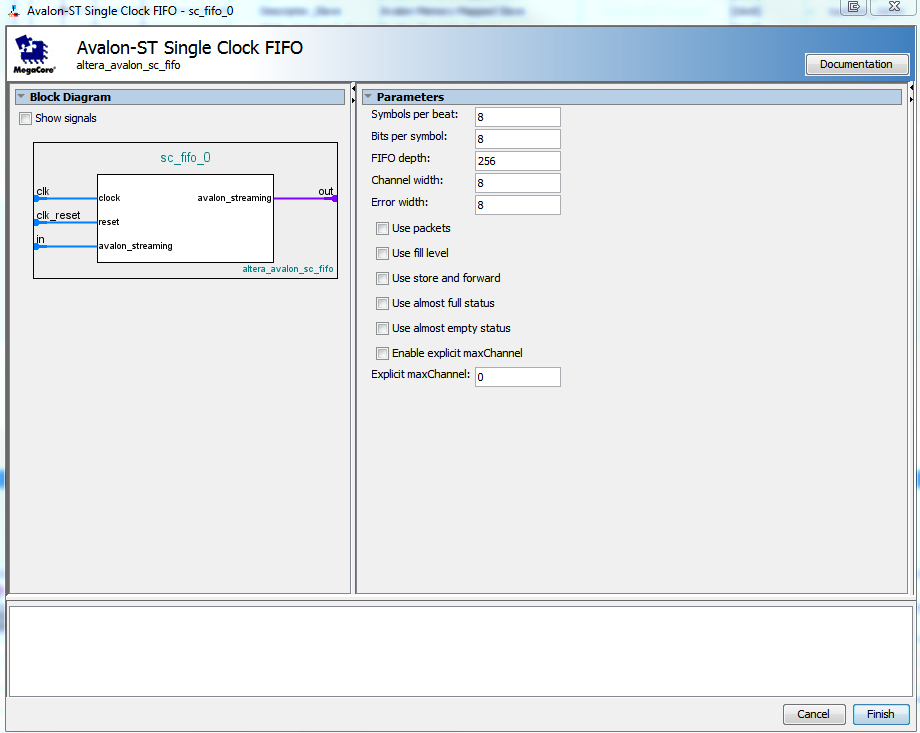 Avalon-ST Single Clock FIFO - sc_fifo_0
MegaCore'
Avalon-ST Single Clock FIFO
altera_avalon_sc_fifo
Documentation
Block Diagram
Show signals
sc_fifo_0
clk
clock
avalon_streaming
out
clk_reset
reset
in
avalon_streaming
altera_avalon_sc_fifo
Parameters
Symbols per beat: 8
Bits per symbol: 8
FIFO depth: 256
Channel width: 8
Error width: 8
Use packets
Use fill level
Use store and forward
Use almost full status
Use almost empty status
Enable explicit maxChannel
Explicit maxChannel: 0
Cancel
Finish